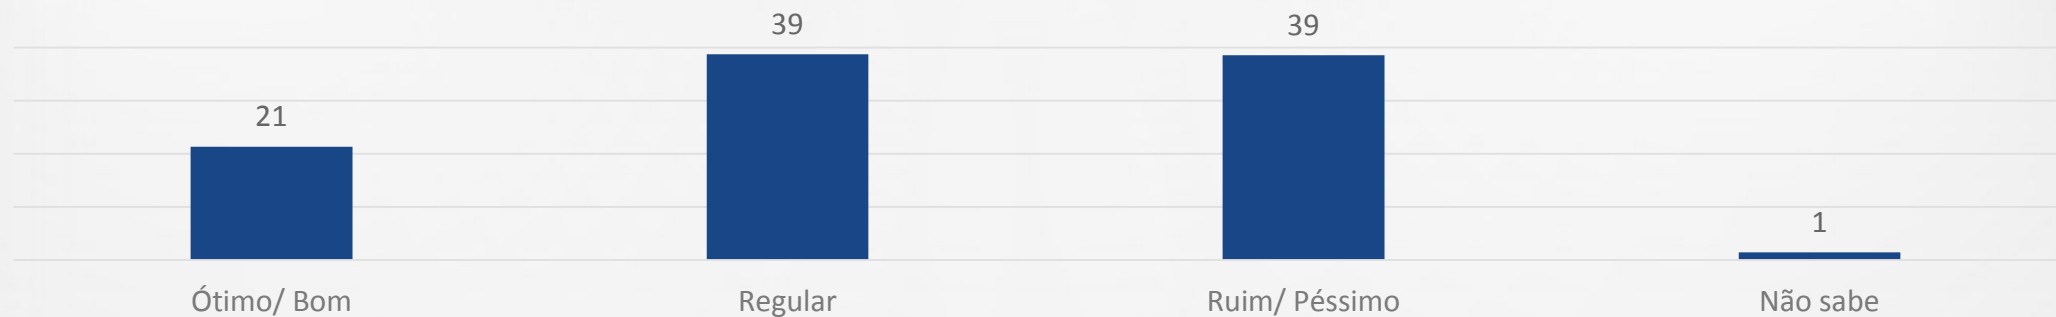 39
39
21
1
Ótimo/ Bom
Regular
Ruim/ Péssimo
Não sabe